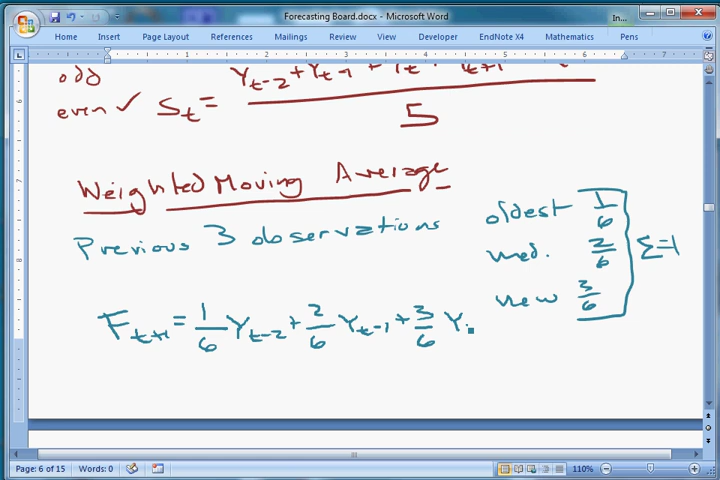 Forecasting Board.docx - Microsoft Word
In...
Home Insert Page Layout References Mailings Review View Developer EndNote X4 Mathematics
odd
even ✓ St =
Yt-2 + Yt-1 +
5
Weighted Moving Average
Previous 3 observations
oldest 1/6
med. 2/6
new 3/6
Σ=1
Ft+1 = 1/6 Yt-2 + 2/6 Yt-1 + 3/6 Y
Page: 6 of 15 Words: 0 110%